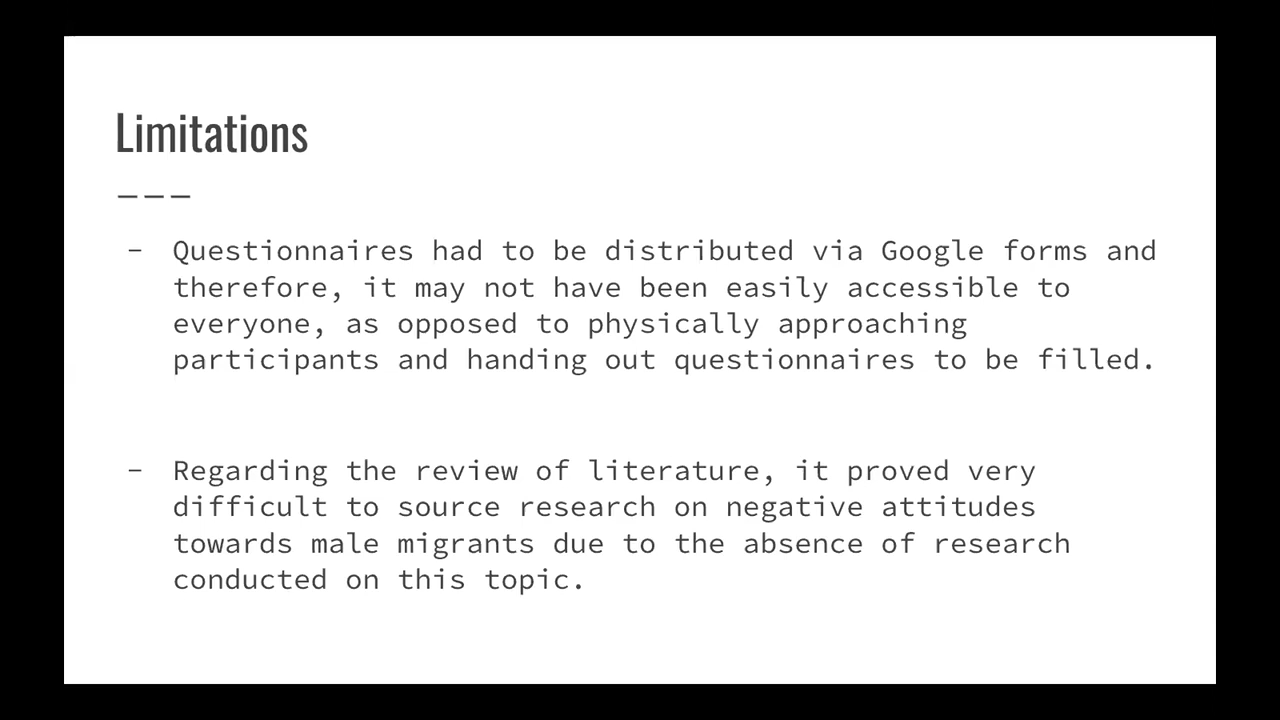 Limitations
– Questionnaires had to be distributed via Google forms and
therefore, it may not have been easily accessible to
everyone, as opposed to physically approaching
participants and handing out questionnaires to be filled.
– Regarding the review of literature, it proved very
difficult to source research on negative attitudes
towards male migrants due to the absence of research
conducted on this topic.